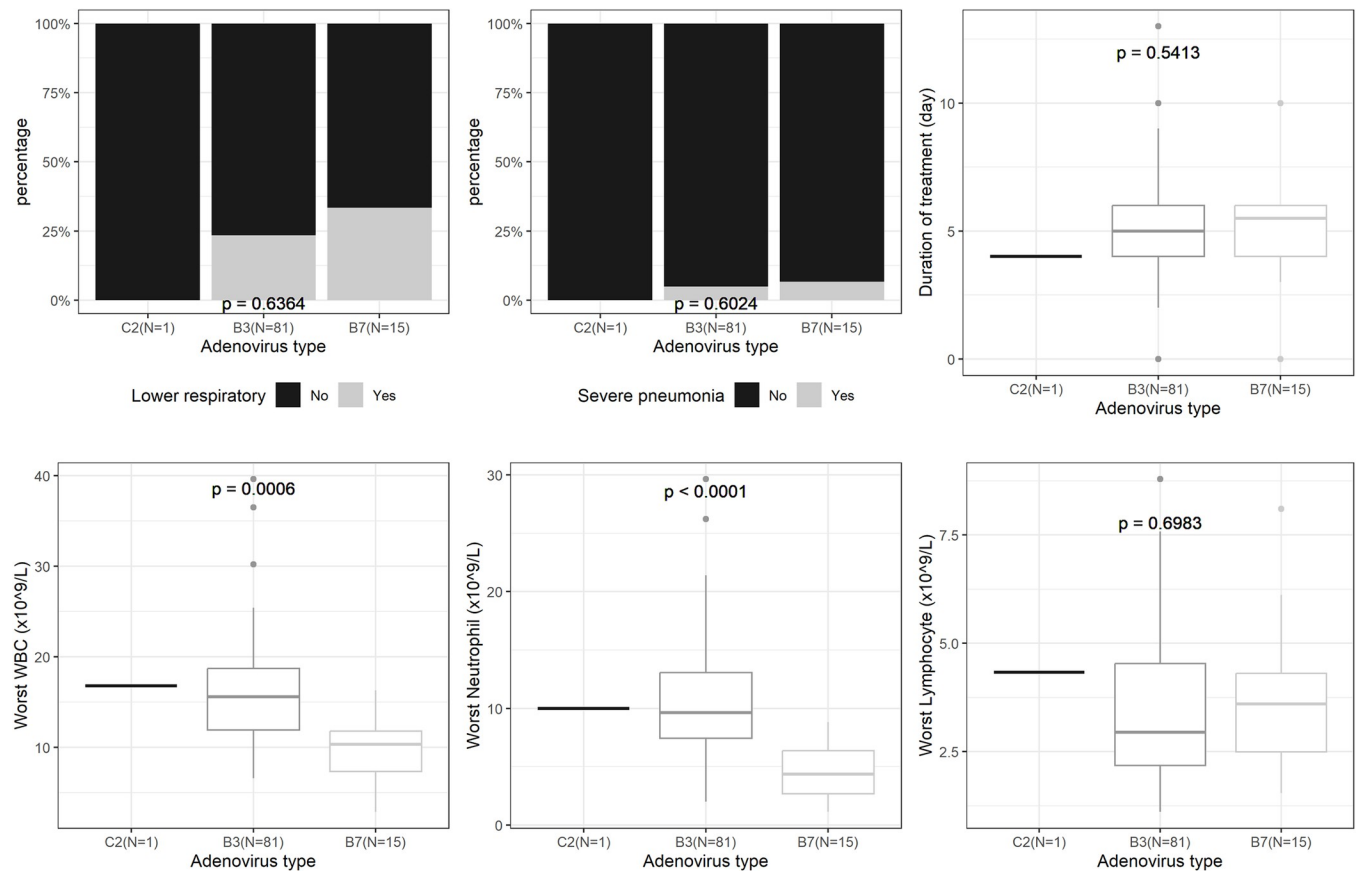 100%
75%
50%
25%
0%
percentage
p = 0.6364
C2(N=1) B3(N=81) B7(N=15)
Adenovirus type
Lower respiratory No Yes
100%
75%
50%
25%
0%
percentage
p = 0.6024
C2(N=1) B3(N=81) B7(N=15)
Adenovirus type
Severe pneumonia No Yes
10
5
0
Duration of treatment (day)
p = 0.5413
C2(N=1) B3(N=81) B7(N=15)
Adenovirus type
40
30
20
10
Worst WBC (x10^9/L)
p = 0.0006
C2(N=1) B3(N=81) B7(N=15)
Adenovirus type
30
20
10
0
Worst Neutrophil (x10^9/L)
p < 0.0001
C2(N=1) B3(N=81) B7(N=15)
Adenovirus type
7.5
5.0
2.5
Worst Lymphocyte (x10^9/L)
p = 0.6983
C2(N=1) B3(N=81) B7(N=15)
Adenovirus type